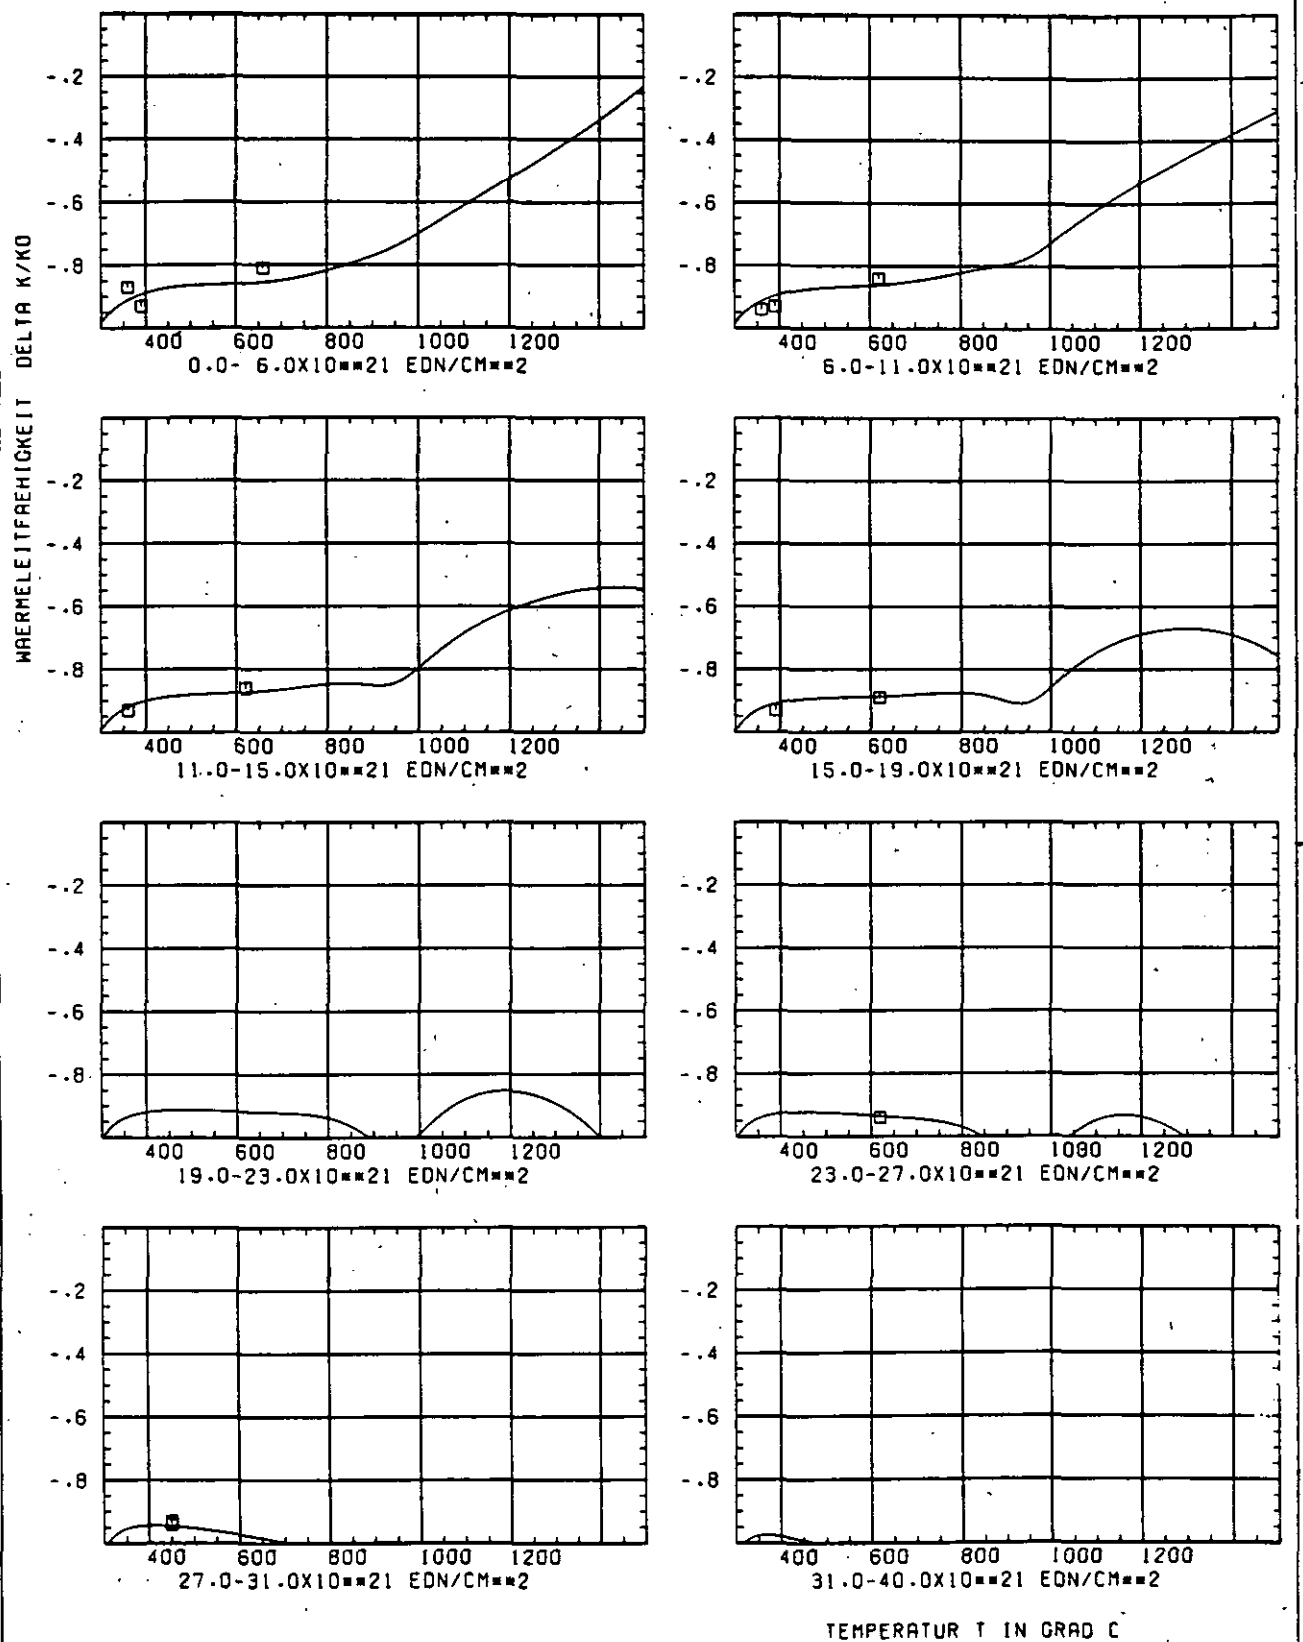 WAERMELEITFAEHIGKEIT DELTA K/KO
-.2
-.4
-.6
-.8
400 600 800 1000 1200
0.0- 6.0X10**21 EDN/CM**2
-.2
-.4
-.6
-.8
400 600 800 1000 1200
6.0-11.0X10**21 EDN/CM**2
-.2
-.4
-.6
-.8
400 600 800 1000 1200
11.0-15.0X10**21 EDN/CM**2
-.2
-.4
-.6
-.8
400 600 800 1000 1200
15.0-19.0X10**21 EDN/CM**2
-.2
-.4
-.6
-.8
400 600 800 1000 1200
19.0-23.0X10**21 EDN/CM**2
-.2
-.4
-.6
-.8
400 600 800 1000 1200
23.0-27.0X10**21 EDN/CM**2
-.2
-.4
-.6
-.8
400 600 800 1000 1200
27.0-31.0X10**21 EDN/CM**2
-.2
-.4
-.6
-.8
400 600 800 1000 1200
31.0-40.0X10**21 EDN/CM**2
TEMPERATUR T IN GRAD C